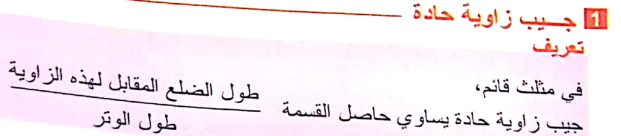 1 جـــيب زاوية حادة
تعريف
في مثلث قائم،
جيب زاوية حادة يساوي حاصل القسمة
طول الضلع المقابل لهذه الزاوية
طول الوتر